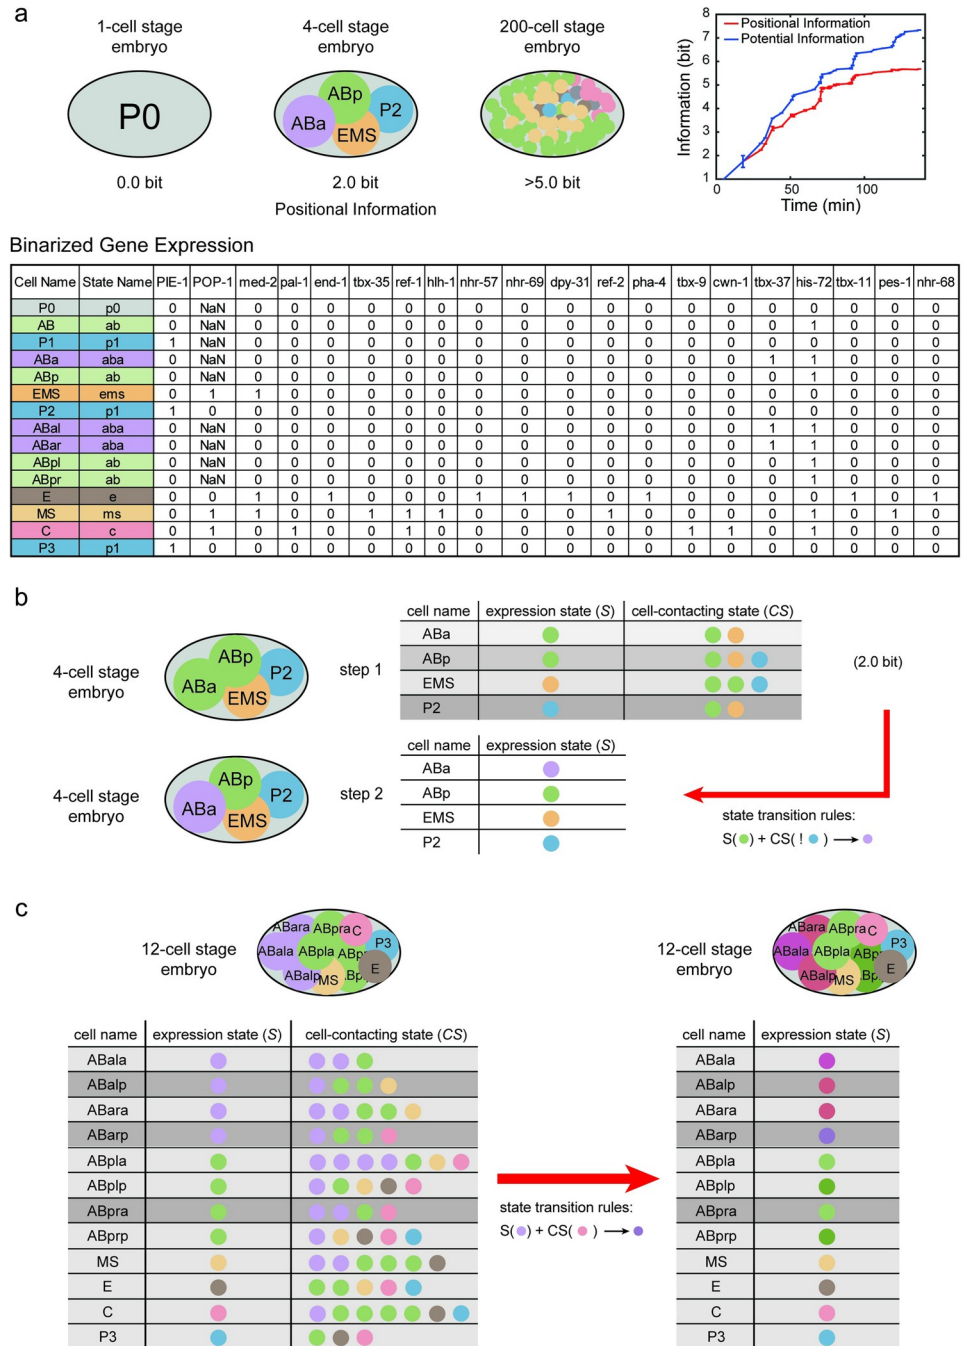 a
1-cell stage embryo
4-cell stage embryo
200-cell stage embryo
P0
ABp
ABa
P2
EMS
0.0 bit
2.0 bit
>5.0 bit
Positional Information
8
7
6
5
4
3
2
1
Information (bit)
Positional Information
Potential Information
0 50 100
Time (min)
Binarized Gene Expression
Cell Name State Name PIE-1 POP-1 med-2 pal-1 end-1 tbx-35 ref-1 hlh-1 nhr-57 nhr-69 dpy-31 ref-2 pha-4 tbx-9 cwn-1 tbx-37 his-72 tbx-11 pes-1 nhr-68
P0 p0 0 NaN 0 0 0 0 0 0 0 0 0 0 0 0 0 0 0 0 0 0
AB ab 0 NaN 0 0 0 0 0 0 0 0 0 0 0 0 0 0 1 0 0 0
P1 p1 1 NaN 0 0 0 0 0 0 0 0 0 0 0 0 0 0 0 0 0 0
ABa aba 0 NaN 0 0 0 0 0 0 0 0 0 0 0 0 0 1 1 0 0 0
ABp ab 0 NaN 0 0 0 0 0 0 0 0 0 0 0 0 0 0 1 0 0 0
EMS ems 0 1 1 0 0 0 0 0 0 0 0 0 0 0 0 0 0 0 0 0
P2 p1 1 0 0 0 0 0 0 0 0 0 0 0 0 0 0 0 0 0 0 0
ABal aba 0 NaN 0 0 0 0 0 0 0 0 0 0 0 0 0 1 1 0 0 0
ABar aba 0 NaN 0 0 0 0 0 0 0 0 0 0 0 0 0 1 1 0 0 0
ABpl ab 0 NaN 0 0 0 0 0 0 0 0 0 0 0 0 0 0 1 0 0 0
ABpr ab 0 NaN 0 0 0 0 0 0 0 0 0 0 0 0 0 0 1 0 0 0
E e 0 0 1 0 1 0 0 0 1 1 1 0 1 0 0 0 0 1 0 1
MS ms 0 1 1 0 0 1 1 1 0 0 0 1 0 0 0 0 1 0 1 0
C c 0 1 0 1 0 0 1 0 0 0 0 0 0 1 1 0 1 0 0 0
P3 p1 1 0 0 0 0 0 0 0 0 0 0 0 0 0 0 0 0 0 0 0
b
4-cell stage embryo
ABp
ABa
P2
EMS
step 1
cell name expression state (S) cell-contacting state (CS)
ABa
ABp
EMS
P2
(2.0 bit)
4-cell stage embryo
ABp
ABa
P2
EMS
step 2
cell name expression state (S)
ABa
ABp
EMS
P2
state transition rules:
S( ) + CS( ! )
c
12-cell stage embryo
ABara ABpra C
ABala ABpla P3
ABalp MS E
12-cell stage embryo
ABara ABpra C
ABala ABpla P3
ABalp MS E
cell name expression state (S) cell-contacting state (CS)
ABala
ABalp
ABara
ABarp
ABpla
ABplp
ABpra
ABprp
MS
E
C
P3
state transition rules:
S( ) + CS( )
cell name expression state (S)
ABala
ABalp
ABara
ABarp
ABpla
ABplp
ABpra
ABprp
MS
E
C
P3